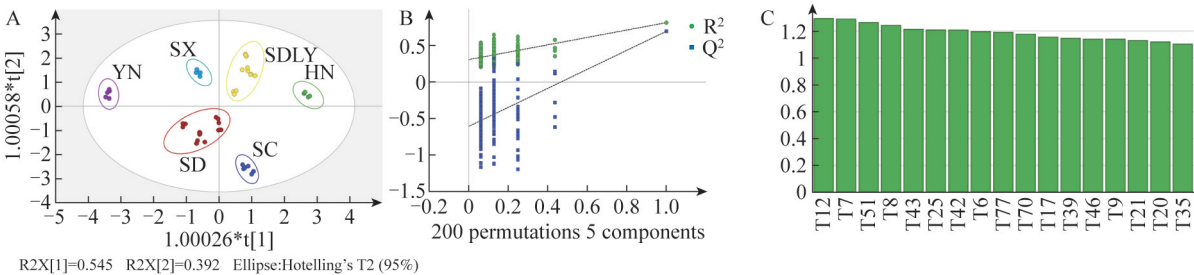 A
1.00058*t[2]
4
3
2
1
0
−1
−2
−3
−4
YN
SX
SDLY
HN
SD
SC
−5 −4 −3 −2 −1 0 1 2 3 4 5
1.00026*t[1]
R2X[1]=0.545 R2X[2]=0.392 Ellipse:Hotelling's T2 (95%)
B
1.0
0.5
0
−0.5
−1
−1.5
R²
Q²
−0.2 0 0.2 0.4 0.6 0.8 1.0
200 permutations 5 components
C
1.2
1
0.8
0.6
0.4
0.2
0
T12 T7 T51 T8 T43 T25 T42 T6 T77 T70 T17 T39 T46 T9 T21 T20 T35